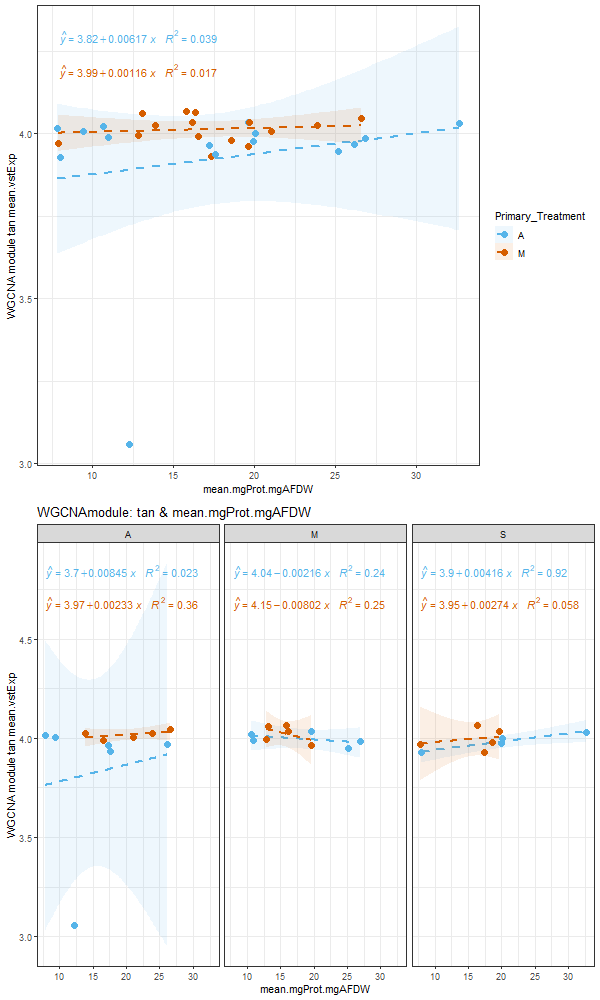 ŷ = 3.82+0.00617 x R² = 0.039
ŷ = 3.99+0.00116 x R² = 0.017
4.0
3.5
3.0
WGCNA module tan mean.vstExp
10 15 20 25 30
mean.mgProt.mgAFDW
Primary_Treatment
A
M
WGCNAmodule: tan & mean.mgProt.mgAFDW
A M S
ŷ = 3.7+0.00845 x R² = 0.023
ŷ = 3.97+0.00233 x R² = 0.36
ŷ = 4.04−0.00216 x R² = 0.24
ŷ = 4.15−0.00802 x R² = 0.25
ŷ = 3.9+0.00416 x R² = 0.92
ŷ = 3.95+0.00274 x R² = 0.058
4.5
4.0
3.5
3.0
WGCNA module tan mean.vstExp
10 15 20 25 30 10 15 20 25 30 10 15 20 25 30
mean.mgProt.mgAFDW